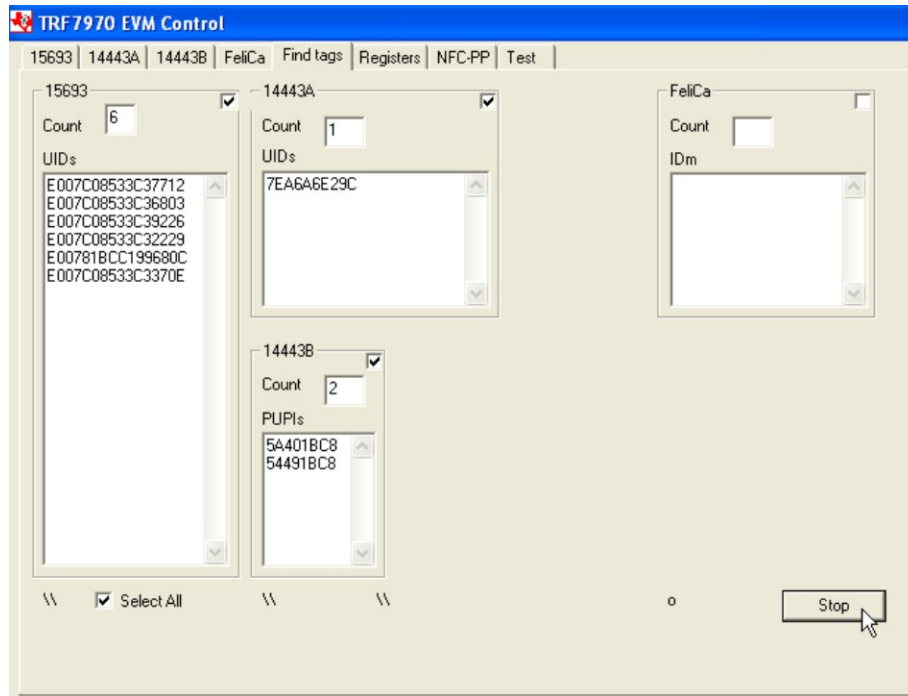 TRF7970 EVM Control
15693 14443A 14443B FeliCa Find tags Registers NFC-PP Test
15693
Count 6
UIDs
E007C08533C37712
E007C08533C36803
E007C08533C39226
E007C08533C32229
E00781BCC199680C
E007C08533C3370E
14443A
Count 1
UIDs
7EA6A6E29C
14443B
Count 2
PUPIs
5A401BC8
54491BC8
FeliCa
Count
IDm
\\ Select All \\ \\ o Stop